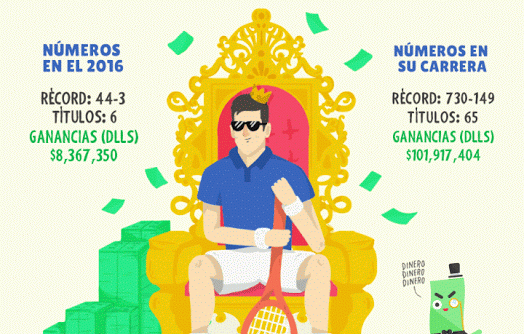 NÚMEROS
EN EL 2016
RÉCORD: 44-3
TÍTULOS: 6
GANANCIAS (DLLS)
$8,367,350
NÚMEROS EN
SU CARRERA
RÉCORD: 730-149
TÍTULOS: 65
GANANCIAS (DLLS)
$101,917,404
DINERO
DINERO
DINERO